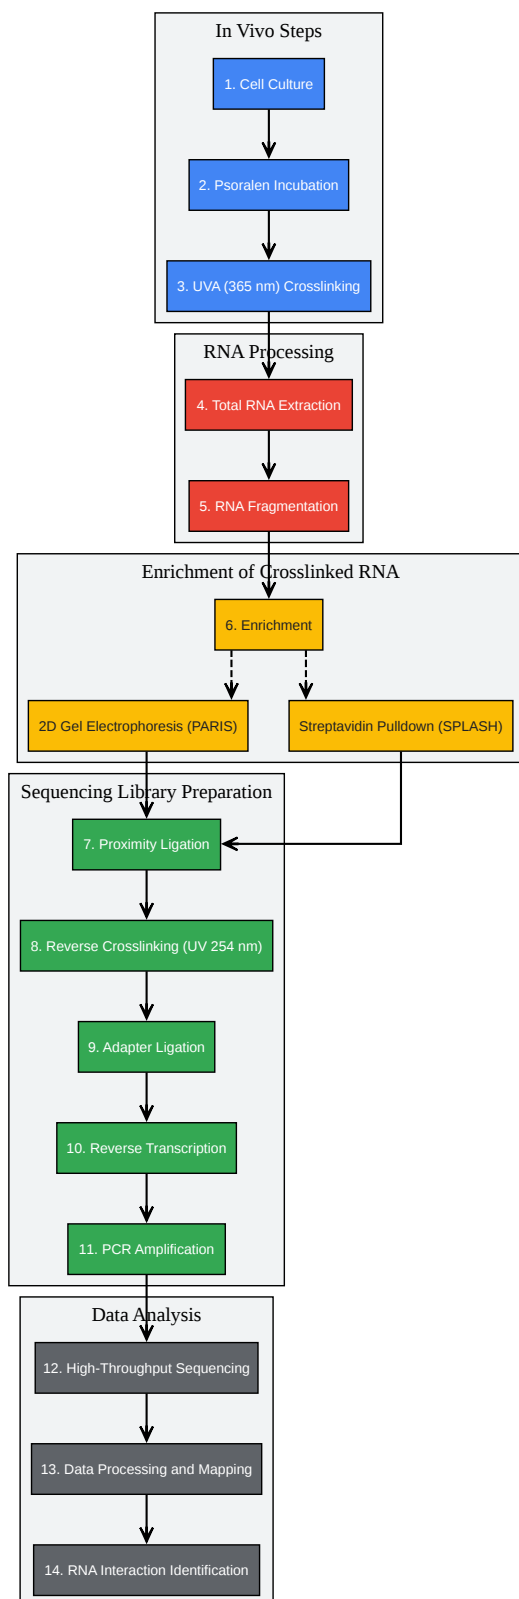 In Vivo Steps
1. Cell Culture
2. Psoralen Incubation
3. UVA (365 nm) Crosslinking
RNA Processing
4. Total RNA Extraction
5. RNA Fragmentation
Enrichment of Crosslinked RNA
6. Enrichment
2D Gel Electrophoresis (PARIS)
Streptavidin Pulldown (SPLASH)
Sequencing Library Preparation
7. Proximity Ligation
8. Reverse Crosslinking (UV 254 nm)
9. Adapter Ligation
10. Reverse Transcription
11. PCR Amplification
Data Analysis
12. High-Throughput Sequencing
13. Data Processing and Mapping
14. RNA Interaction Identification